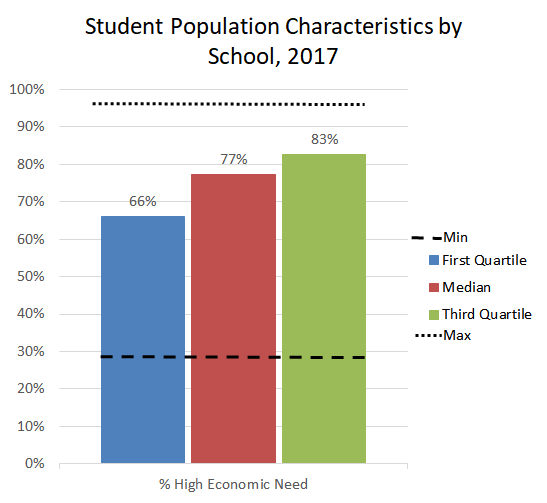 Student Population Characteristics by
School, 2017
100%
90%
80%
70%
60%
50%
40%
30%
20%
10%
0%
66%
77%
83%
% High Economic Need
Min
First Quartile
Median
Third Quartile
Max